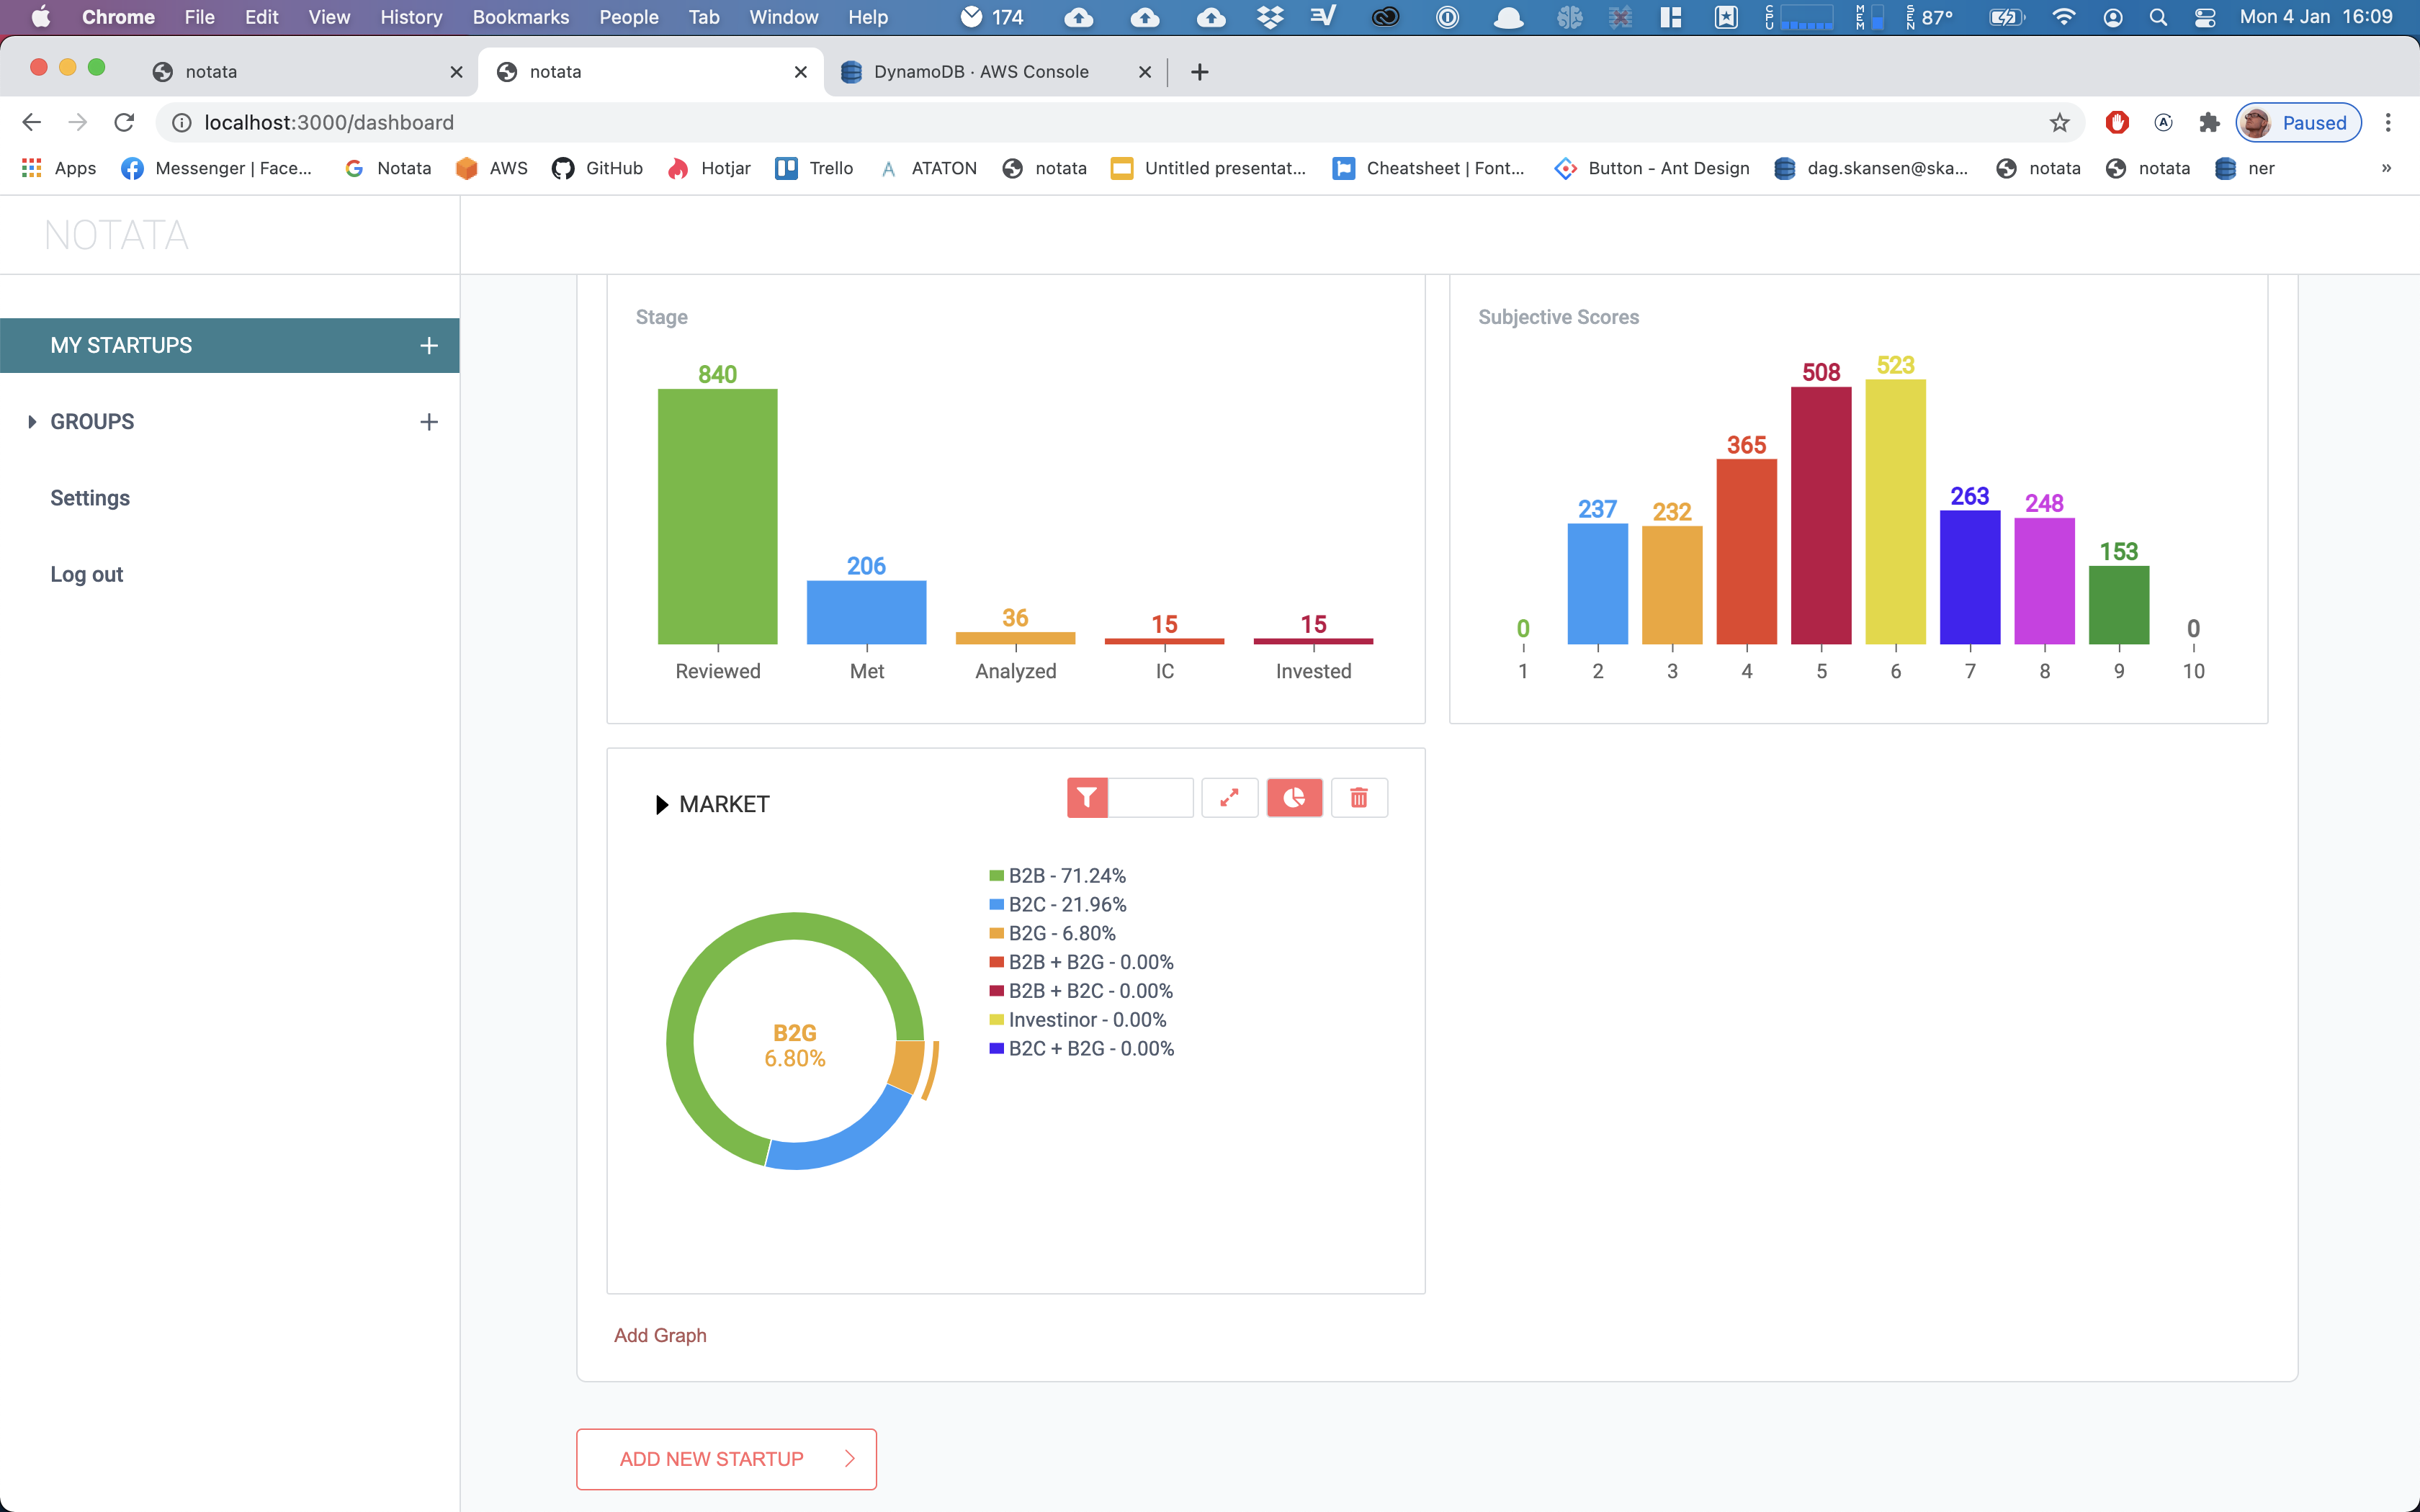 Chrome File Edit View History Bookmarks People Tab Window Help 174 CPU MEM SEN 87° Mon 4 Jan 16:09
notata notata DynamoDB · AWS Console
localhost:3000/dashboard Paused
Apps Messenger | Face... Notata AWS GitHub Hotjar Trello ATATON notata Untitled presentat... Cheatsheet | Font... Button - Ant Design dag.skansen@ska... notata notata ner »
NOTATA
MY STARTUPS +
GROUPS +
Settings
Log out
Stage
840
206
36
15
15
Reviewed Met Analyzed IC Invested
Subjective Scores
0 237 232 365 508 523 263 248 153 0
1 2 3 4 5 6 7 8 9 10
MARKET
B2B - 71.24%
B2C - 21.96%
B2G - 6.80%
B2B + B2G - 0.00%
B2B + B2C - 0.00%
Investinor - 0.00%
B2C + B2G - 0.00%
B2G
6.80%
Add Graph
ADD NEW STARTUP